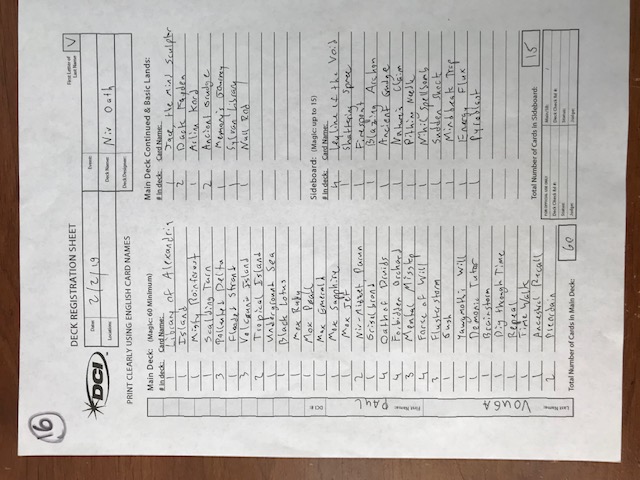 16
DECK REGISTRATION SHEET
First Letter of Last Name V
DCI
Date: 2/2/19
Event:
Location:
Deck Name: Niv Oath
Deck Designer:
PRINT CLEARLY USING ENGLISH CARD NAMES
Main Deck: (Magic: 60 Minimum)
# in deck: Card Name:
1 Library of Alexandria
1 Island
1 Misty Rainforest
1 Scalding Tarn
3 Polluted Delta
1 Flooded Strand
3 Volcanic Island
2 Tropical Island
1 Underground Sea
1 Black Lotus
1 Mox Ruby
1 Mox Pearl
1 Mox Emerald
1 Mox Sapphire
1 Mox Jet
2 Niv-Mizzet Parun
1 Griselbrand
4 Oath of Druids
4 Forbidden Orchard
3 Mental Misstep
4 Force of Will
3 Flusterstorm
1 Gush
1 Yawgmoth's Will
1 Demonic Tutor
1 Brainstorm
1 Dig through Time
1 Repeal
1 Time Walk
1 Ancestral Recall
2 Preordain
Total Number of Cards in Main Deck: 60
Main Deck Continued & Basic Lands:
# in deck: Card Name:
1 Jace, the Mind Sculptor
2 Dack Fayden
1 Arlinn Kord
2 Ancient Grudge
1 Memory's Journey
1 Sylvan Library
1 Null Rod
Sideboard: (Magic: up to 15)
# in deck: Card Name:
4 Leyline of the Void
1 Shattering Spree
1 Firespout
1 Blazing Archon
1 Ancient Grudge
1 Nature's Claim
1 Pithing Needle
1 Nihil Spellbomb
1 Sudden Shock
1 Mindbreak Trap
1 Energy Flux
1 Pyroblast
Total Number of Cards in Sideboard: 15
FOR OFFICIAL USE ONLY
Deck Check Rd #:
Status:
Judge:
Main/SB:
Deck Check Rd #:
Status:
Judge:
Last Name: VOUGA
First Name: PAUL
DCI #: